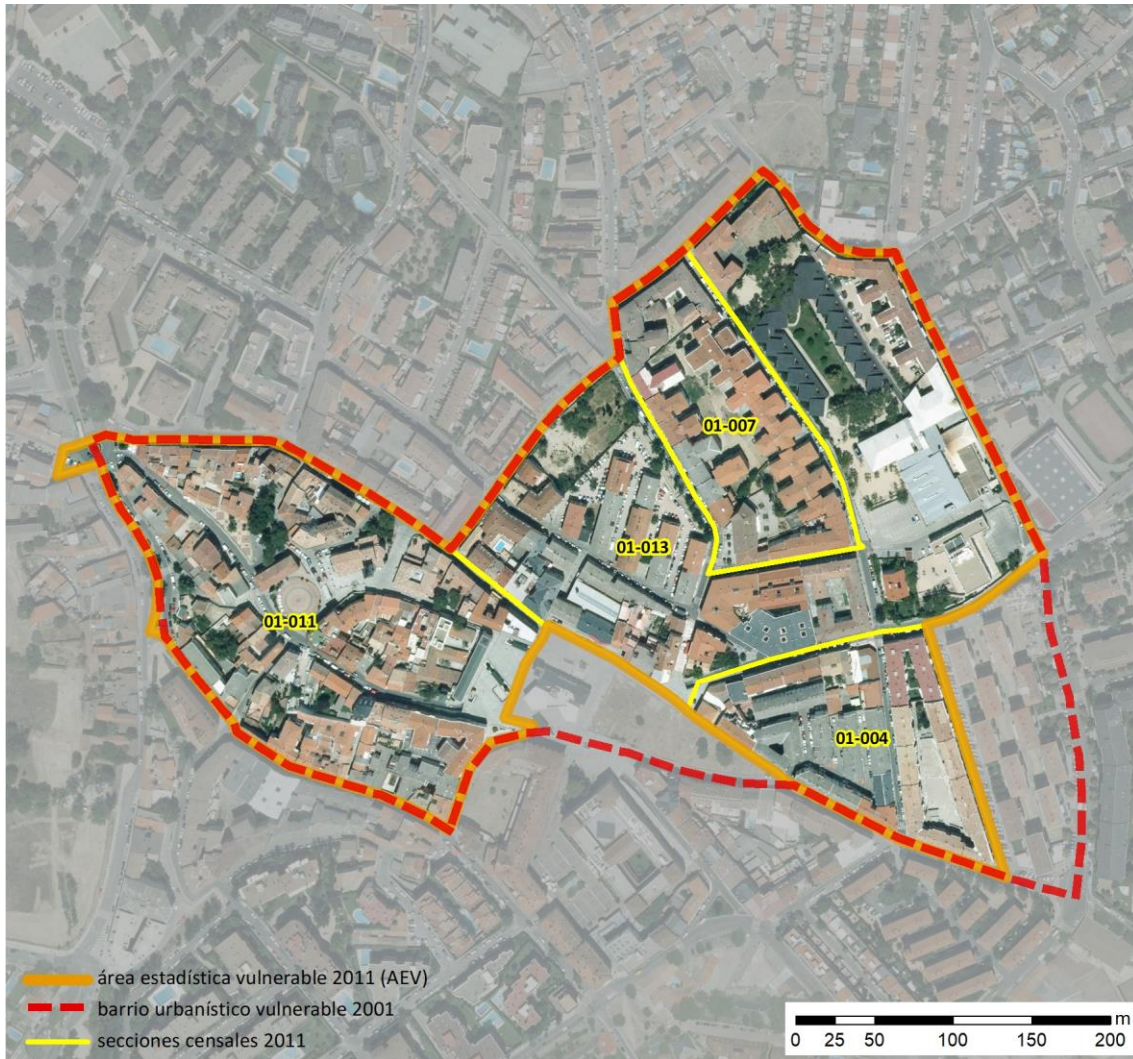 01-007
01-013
01-011
01-004
área estadística vulnerable 2011 (AEV)
barrio urbanístico vulnerable 2001
secciones censales 2011
m
0 25 50 100 150 200